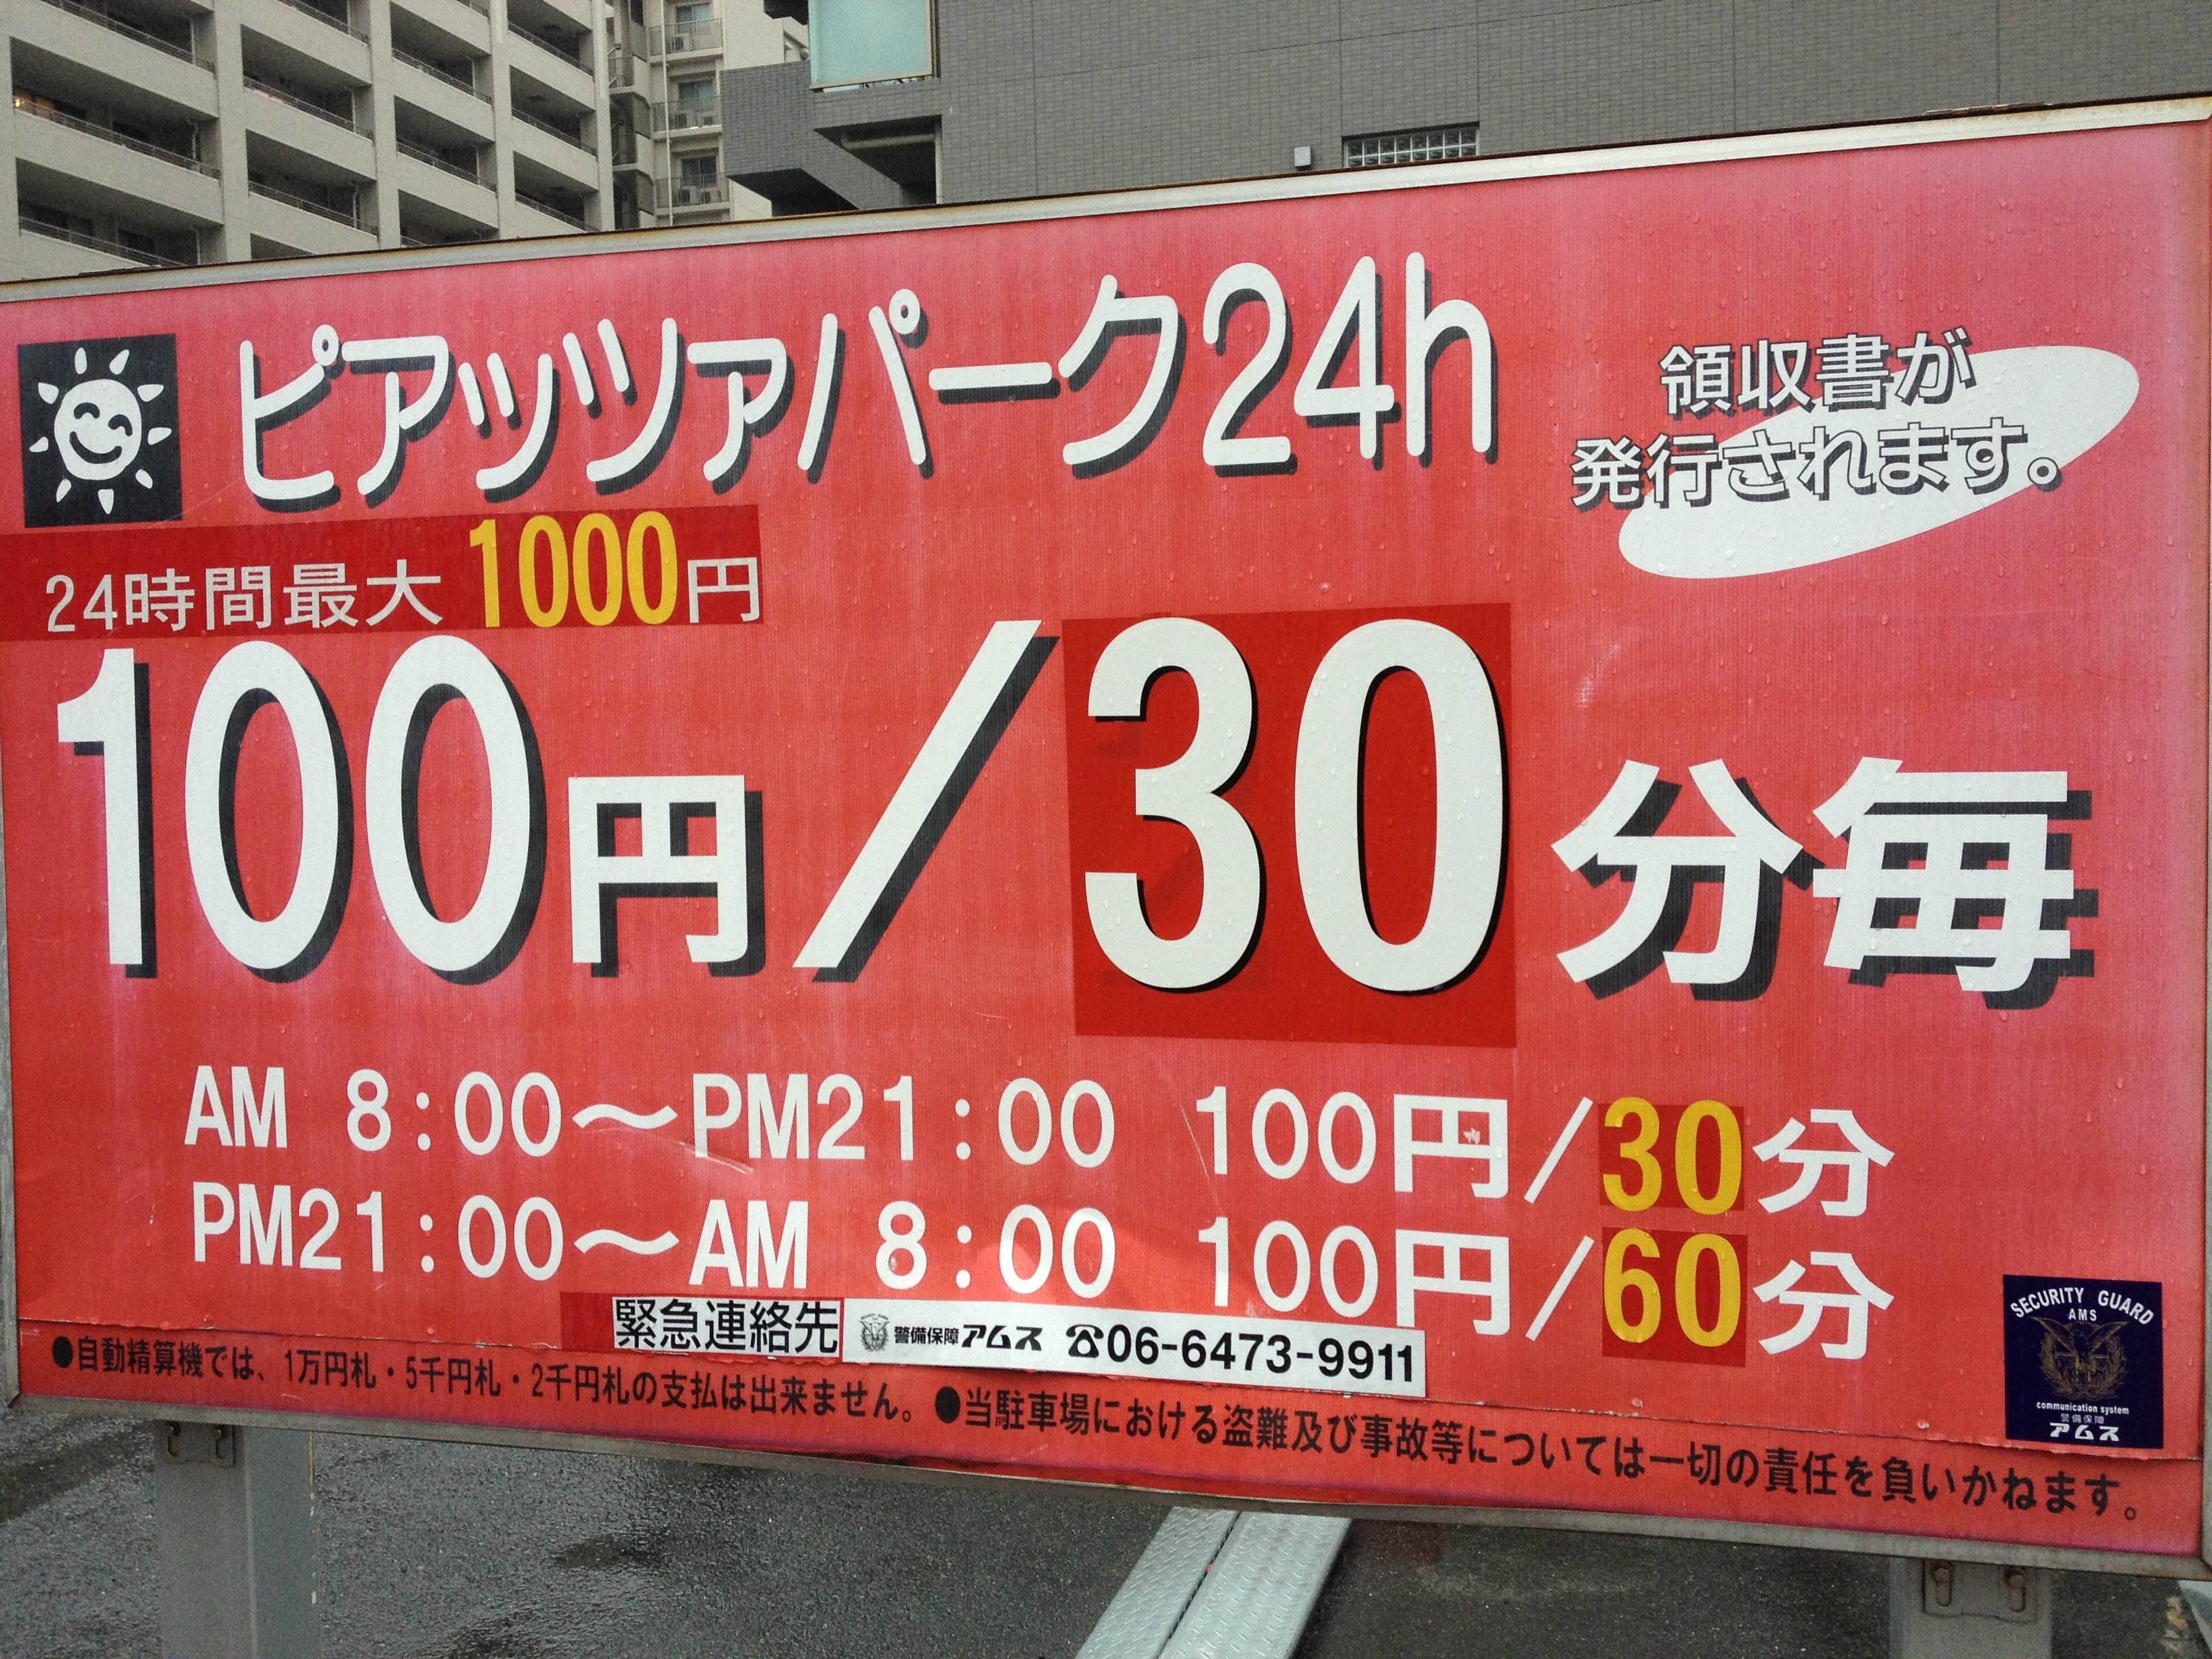 ピアッツァパーク24h
領収書が
発行されます。
24時間最大1000円
100円/30分毎
AM 8:00～PM21:00 100円/30分
PM21:00～AM 8:00 100円/60分
緊急連絡先 警備保障アムス ☎06-6473-9911
●自動精算機では、1万円札・5千円札・2千円札の支払は出来ません。●当駐車場における盗難及び事故等については一切の責任を負いかねます。
SECURITY GUARD
AMS
communication system
警備保障
アムス